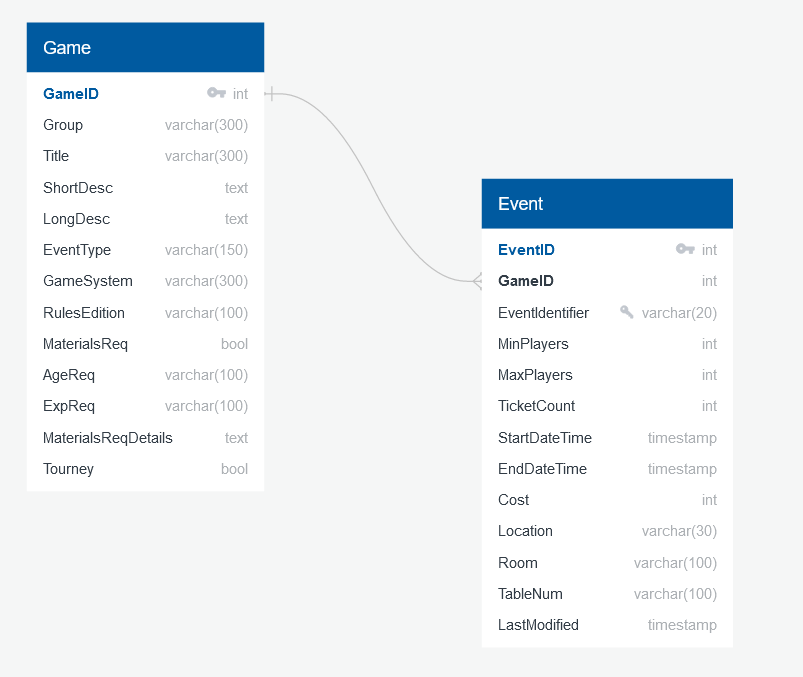 Game
GameID int
Group varchar(300)
Title varchar(300)
ShortDesc text
LongDesc text
EventType varchar(150)
GameSystem varchar(300)
RulesEdition varchar(100)
MaterialsReq bool
AgeReq varchar(100)
ExpReq varchar(100)
MaterialsReqDetails text
Tourney bool
Event
EventID int
GameID int
EventIdentifier varchar(20)
MinPlayers int
MaxPlayers int
TicketCount int
StartDateTime timestamp
EndDateTime timestamp
Cost int
Location varchar(30)
Room varchar(100)
TableNum varchar(100)
LastModified timestamp